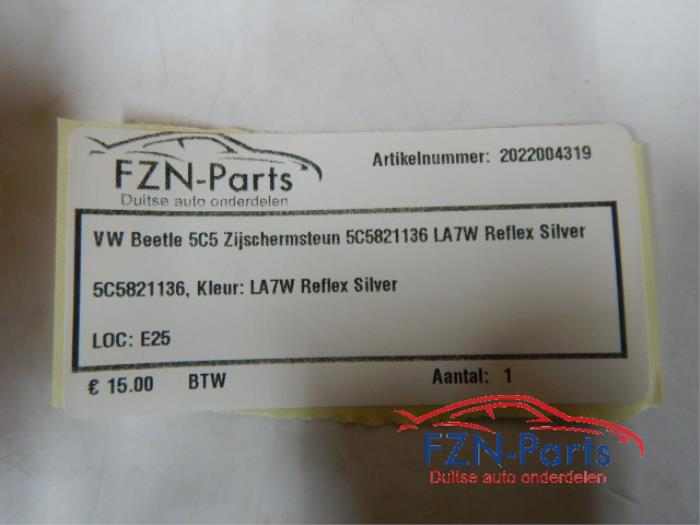 FZN-Parts
Duitse auto onderdelen
Artikelnummer: 2022004319
VW Beetle 5C5 Zijschermsteun 5C5821136 LA7W Reflex Silver
5C5821136, Kleur: LA7W Reflex Silver
LOC: E25
€ 15.00 BTW Aantal: 1
FZN-Parts
Duitse auto onderdelen